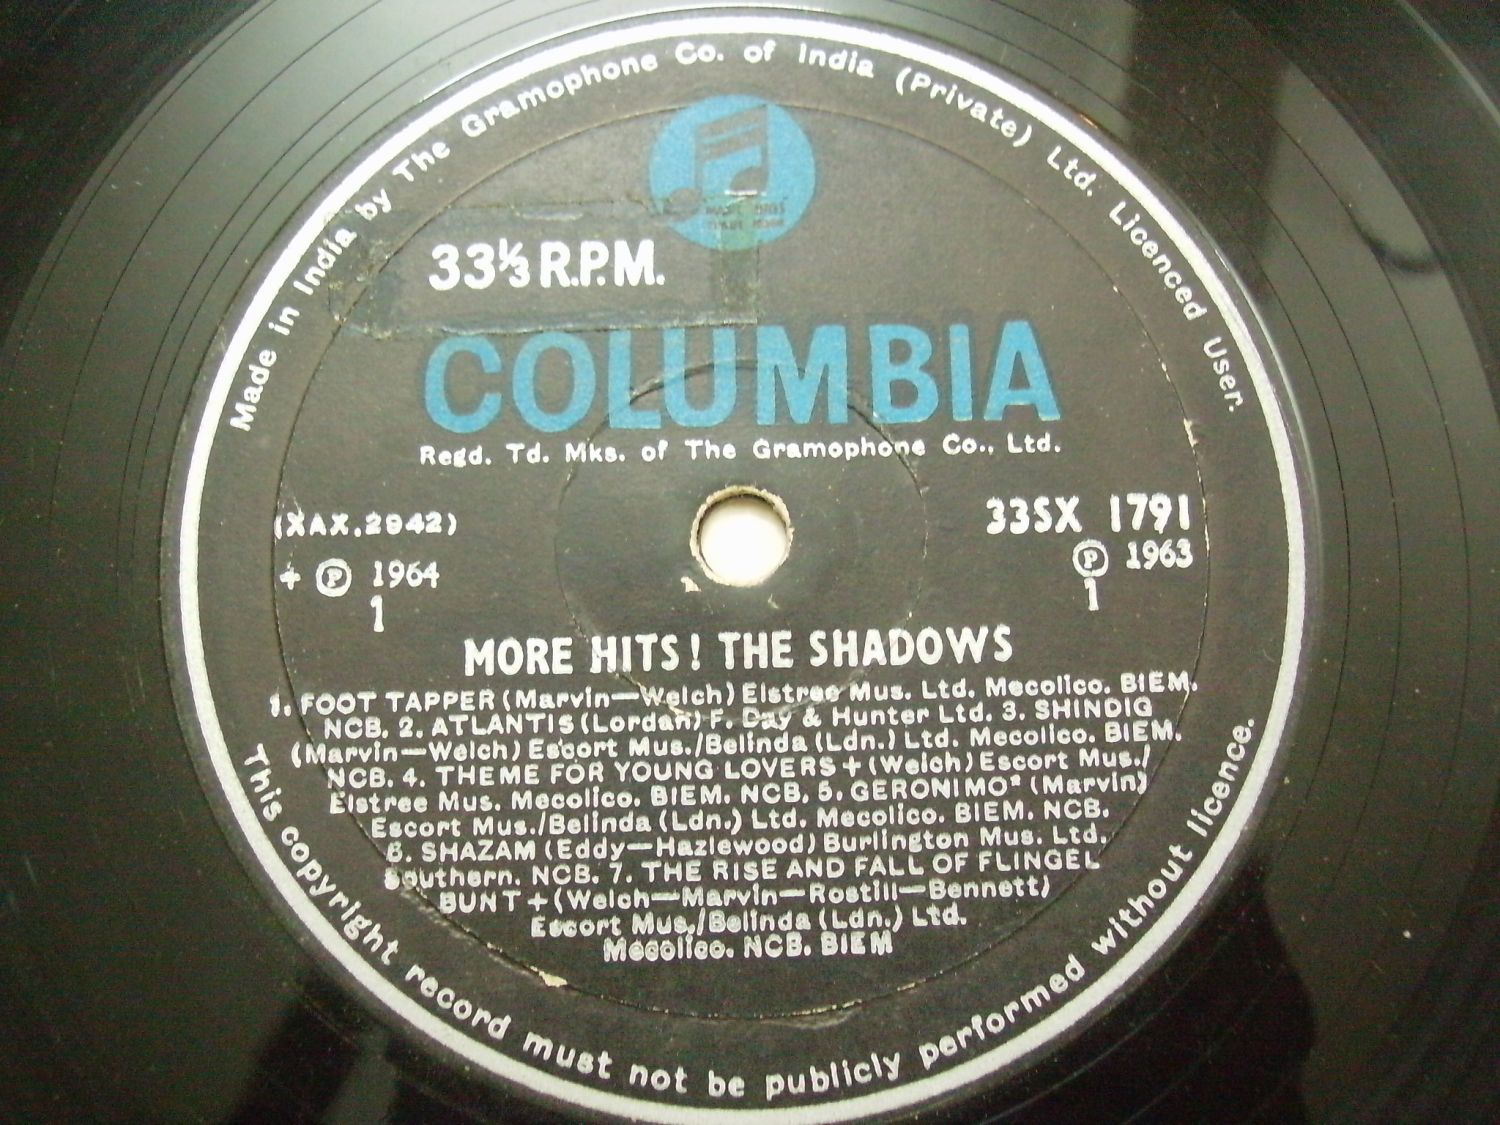 Made in India by The Gramophone Co. of India (Private) Ltd. Licenced User.
33⅓ R.P.M.
COLUMBIA
Regd. Td. Mks. of The Gramophone Co., Ltd.
(XAX.2942)
33SX 1791
+ ℗ 1964
℗ 1963
1
1
MORE HITS! THE SHADOWS
1. FOOT TAPPER (Marvin—Welch) Elstree Mus. Ltd. Mecolico. BIEM.
NCB. 2. ATLANTIS (Lordan) F. Day & Hunter Ltd. 3. SHINDIG
(Marvin—Welch) Escort Mus./Belinda (Ldn.) Ltd. Mecolico. BIEM.
NCB. 4. THEME FOR YOUNG LOVERS + (Welch) Escort Mus./
Elstree Mus. Mecolico. BIEM. NCB. 5. GERONIMO* (Marvin)
Escort Mus./Belinda (Ldn.) Ltd. Mecolico. BIEM. NCB.
6. SHAZAM (Eddy—Hazlewood) Burlington Mus. Ltd.
Southern. NCB. 7. THE RISE AND FALL OF FLINGEL
BUNT + (Welch—Marvin—Rostill—Bennett)
Escort Mus./Belinda (Ldn.) Ltd.
Mecolico. NCB. BIEM
This copyright record must not be publicly performed without licence.